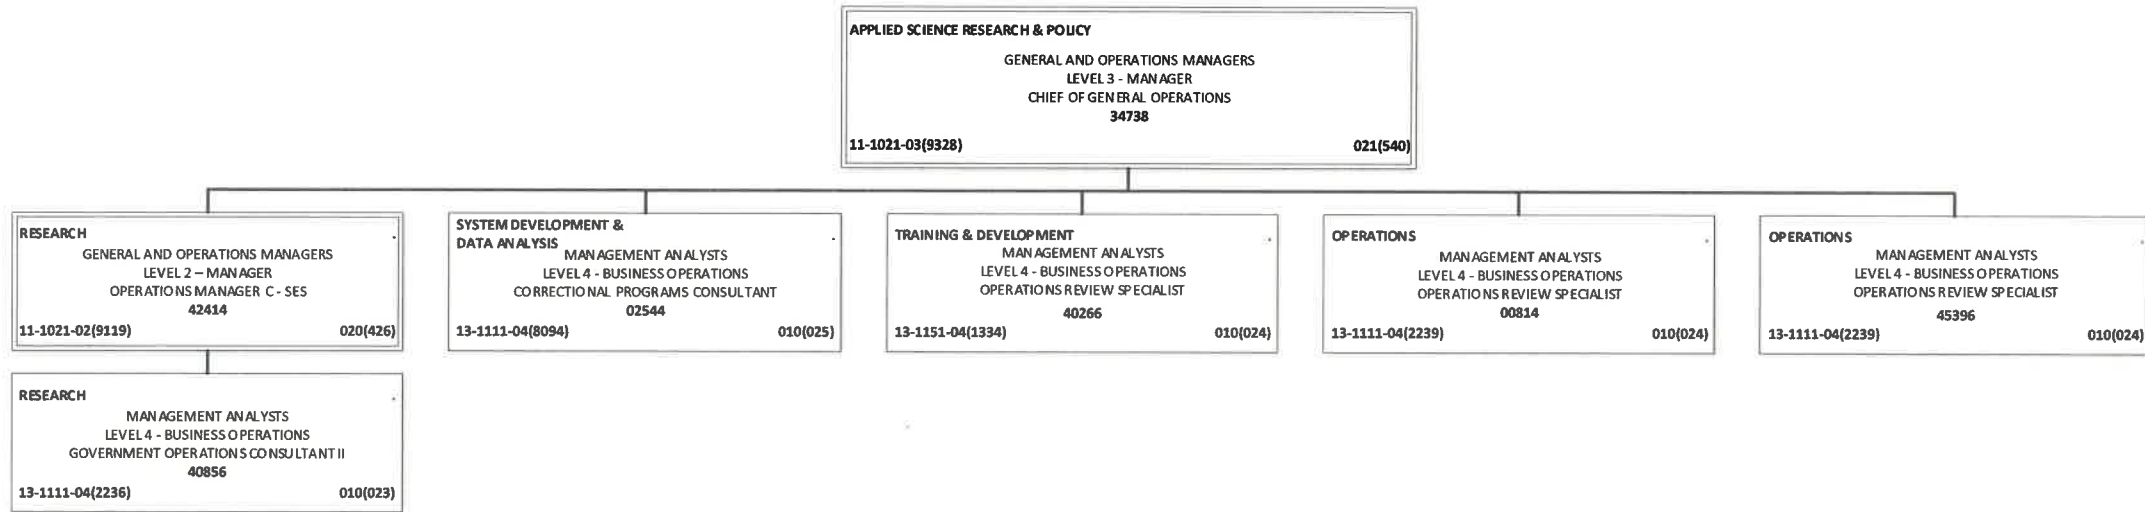 APPLIED SCIENCE RESEARCH & POLICY
GENERAL AND OPERATIONS MANAGERS
LEVEL 3 - MANAGER
CHIEF OF GENERAL OPERATIONS
34738
11-1021-03(9328) 021(540)
RESEARCH
GENERAL AND OPERATIONS MANAGERS
LEVEL 2 – MANAGER
OPERATIONS MANAGER C - SES
42414
11-1021-02(9119) 020(426)
SYSTEM DEVELOPMENT &
DATA ANALYSIS
MANAGEMENT ANALYSTS
LEVEL 4 - BUSINESS OPERATIONS
CORRECTIONAL PROGRAMS CONSULTANT
02544
13-1111-04(8094) 010(025)
TRAINING & DEVELOPMENT
MANAGEMENT ANALYSTS
LEVEL 4 - BUSINESS OPERATIONS
OPERATIONS REVIEW SPECIALIST
40266
13-1151-04(1334) 010(024)
OPERATIONS
MANAGEMENT ANALYSTS
LEVEL 4 - BUSINESS OPERATIONS
OPERATIONS REVIEW SPECIALIST
00814
13-1111-04(2239) 010(024)
OPERATIONS
MANAGEMENT ANALYSTS
LEVEL 4 - BUSINESS OPERATIONS
OPERATIONS REVIEW SPECIALIST
45396
13-1111-04(2239) 010(024)
RESEARCH
MANAGEMENT ANALYSTS
LEVEL 4 - BUSINESS OPERATIONS
GOVERNMENT OPERATIONS CONSULTANT II
40856
13-1111-04(2236) 010(023)